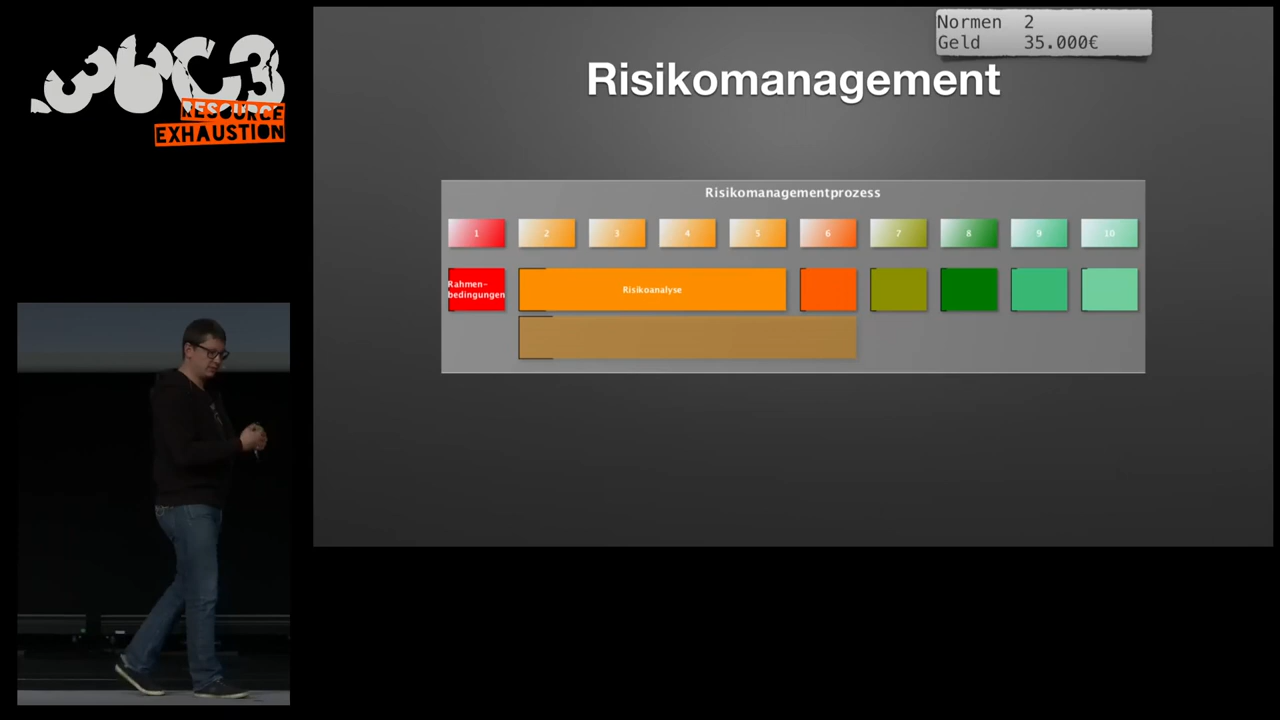 36C3
RESOURCE
EXHAUSTION
Normen 2
Geld 35.000€
Risikomanagement
Risikomanagementprozess
1 2 3 4 5 6 7 8 9 10
Rahmen-
bedingungen
Risikoanalyse